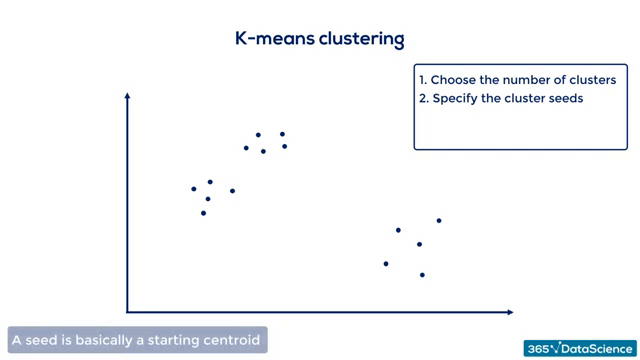 K-means clustering
1. Choose the number of clusters
2. Specify the cluster seeds
A seed is basically a starting centroid
365 DataScience